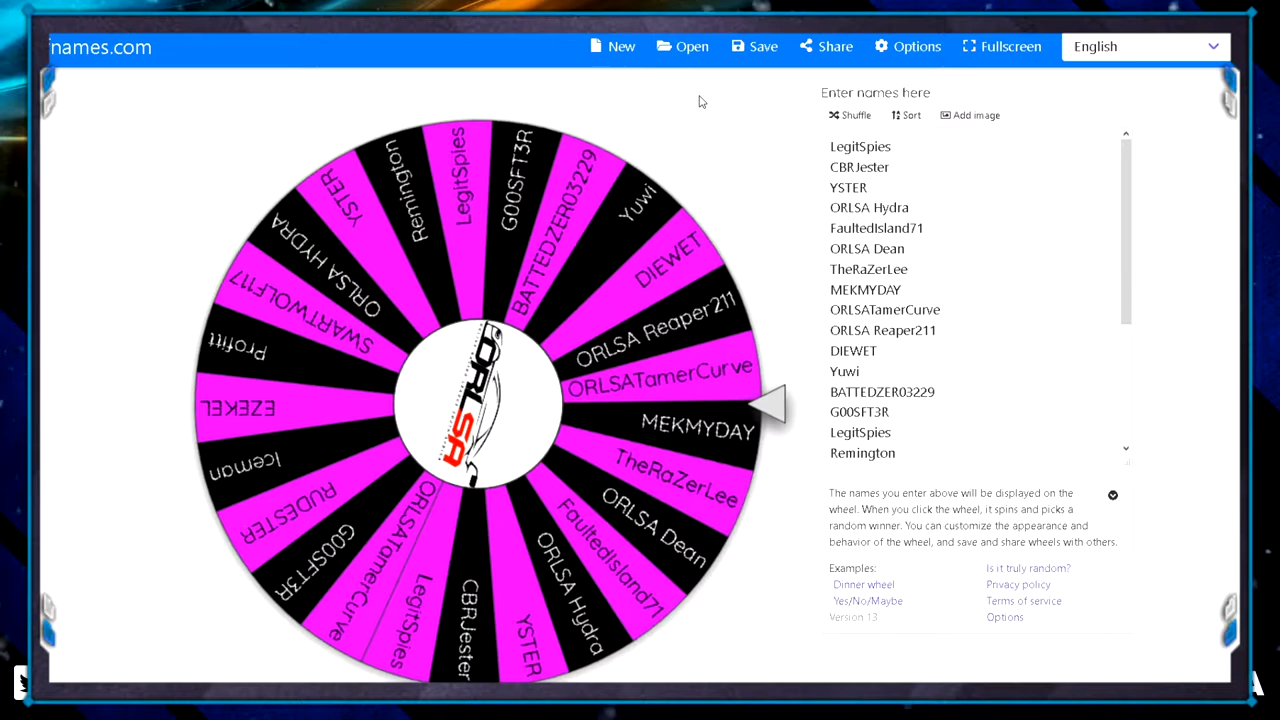 names.com
New Open Save Share Options Fullscreen English
Enter names here
Shuffle Sort Add image
LegitSpies
CBRJester
YSTER
ORLSA Hydra
FaultedIsland71
ORLSA Dean
TheRaZerLee
MEKMYDAY
ORLSATamerCurve
ORLSA Reaper211
DIEWET
Yuwi
BATTEDZER03229
G00SFT3R
LegitSpies
Remington
The names you enter above will be displayed on the
wheel. When you click the wheel, it spins and picks a
random winner. You can customize the appearance and
behavior of the wheel, and save and share wheels with others.
Examples:
Dinner wheel
Yes/No/Maybe
Version 13
Is it truly random?
Privacy policy
Terms of service
Options
LegitSpies
G00SFT3R
BATTEDZER03229
Yuwi
DIEWET
ORLSA Reaper211
ORLSATamerCurve
MEKMYDAY
TheRaZerLee
ORLSA Dean
FaultedIsland71
ORLSA Hydra
YSTER
CBRJester
LegitSpies
ORLSATamerCurve
G00SFT3R
RUDESTER
Iceman
EZEKEL
Profitt
SWARTWOLF117
ORLSA HYDRA
YSTER
Remington
ORLSA
A